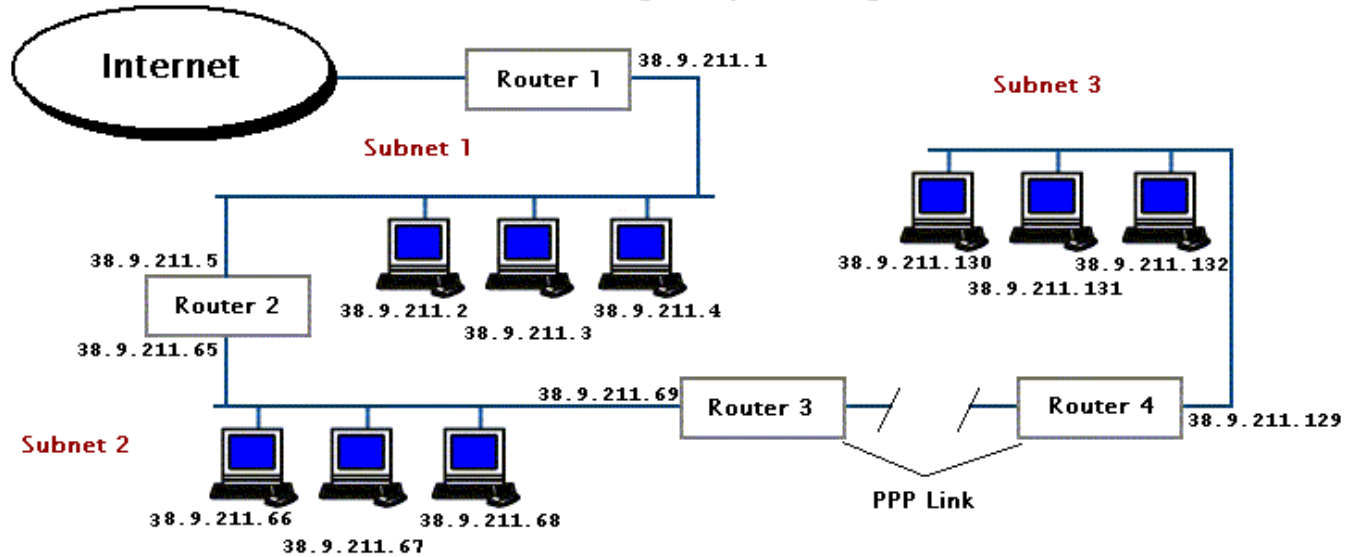 Internet
Router 1
38.9.211.1
Subnet 3
Subnet 1
38.9.211.5
Router 2
38.9.211.65
38.9.211.2
38.9.211.3
38.9.211.4
38.9.211.130
38.9.211.131
38.9.211.132
38.9.211.69
Router 3
Router 4
38.9.211.129
Subnet 2
PPP Link
38.9.211.66
38.9.211.67
38.9.211.68